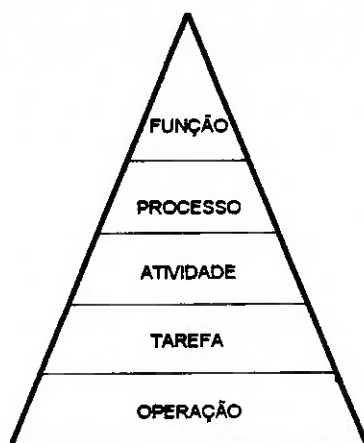 FUNÇÃO
PROCESSO
ATIVIDADE
TAREFA
OPERAÇÃO